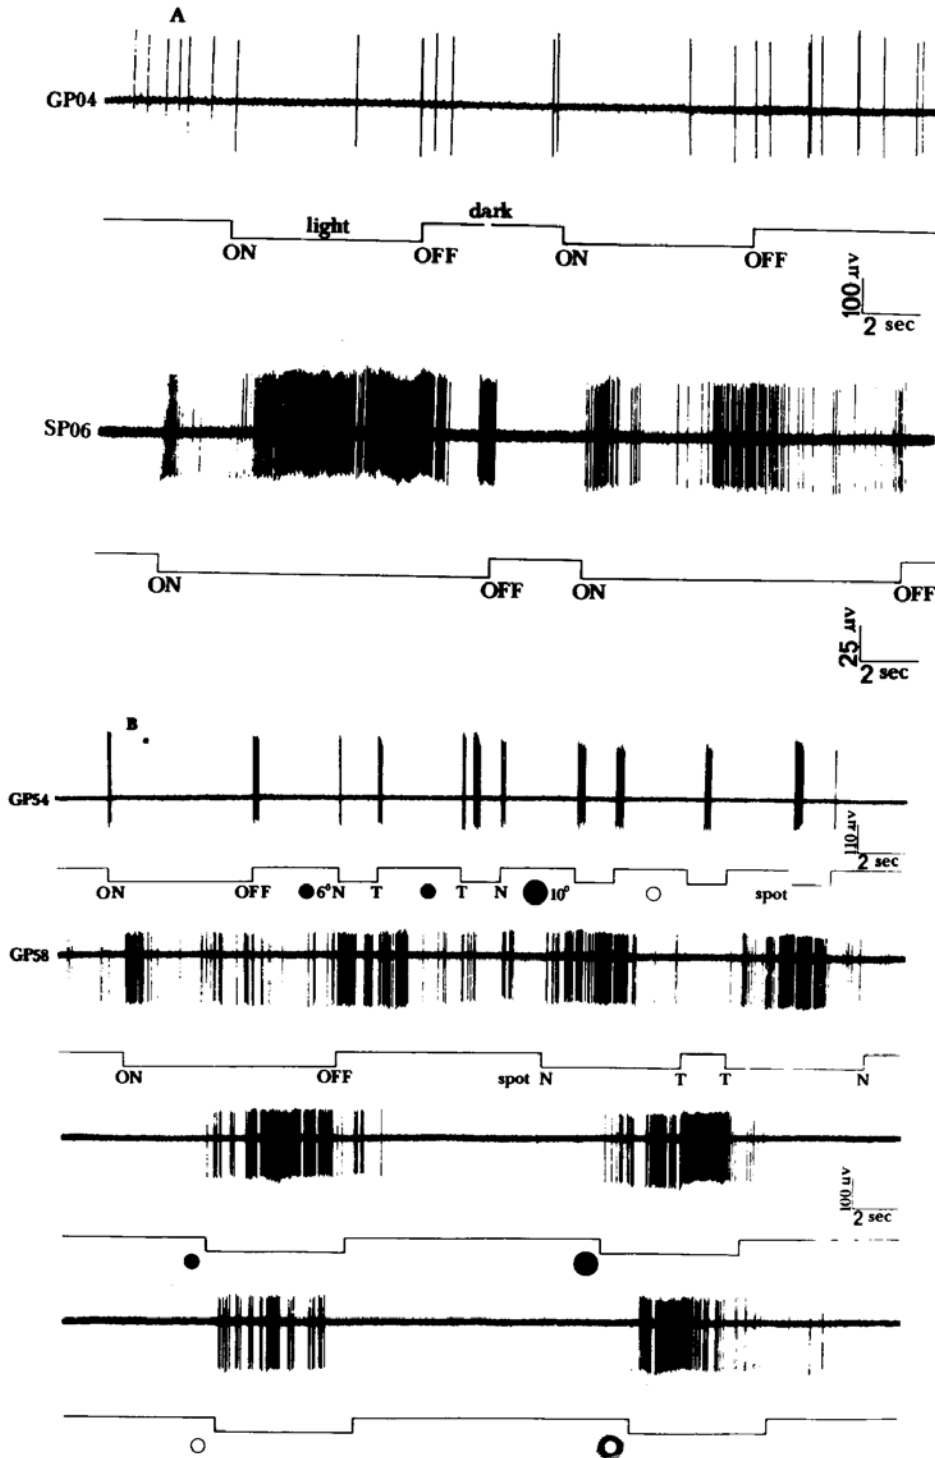 A
GP04
light dark
ON OFF ON OFF
100 μv
2 sec
SP06
ON OFF ON OFF
25 μv
2 sec
B
GP54
110 μv
2 sec
ON OFF 6° N T T N 10° spot
GP58
ON OFF spot N T T N
100 μv
2 sec